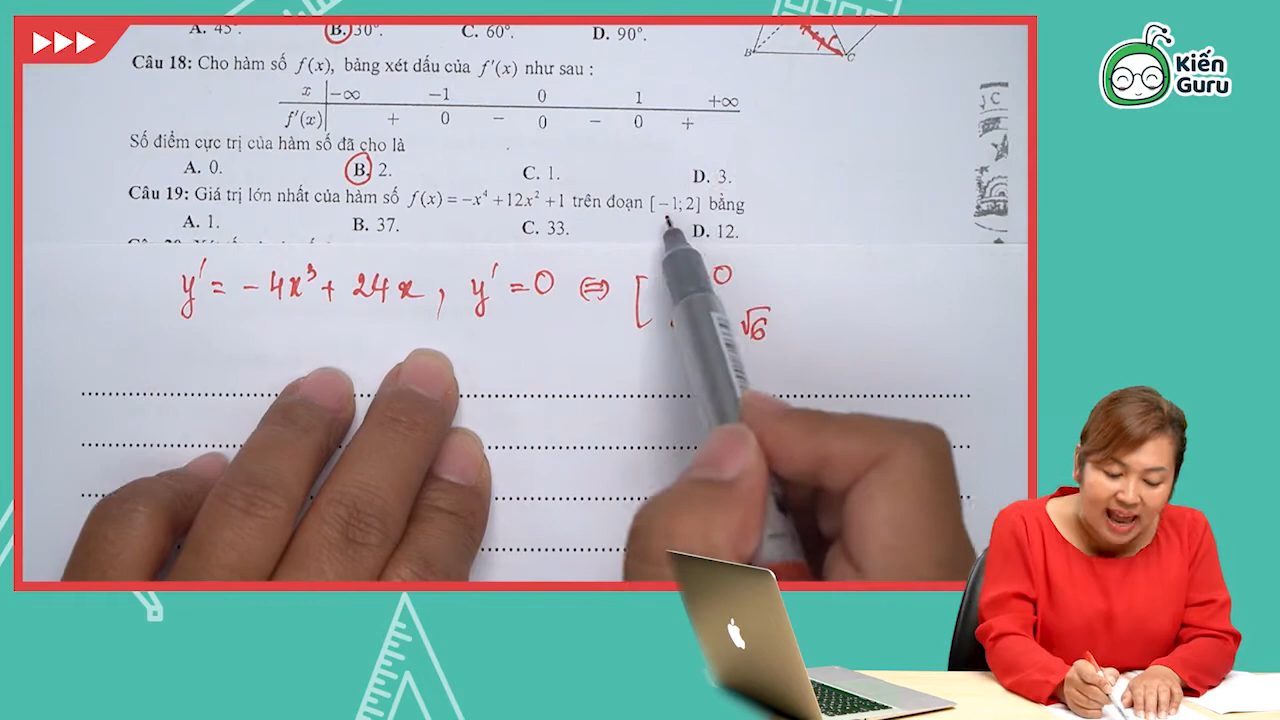 A. 45°. B. 30°. C. 60°. D. 90°.
B C
Câu 18: Cho hàm số f(x), bảng xét dấu của f'(x) như sau :
x −∞ −1 0 1 +∞
f'(x) + 0 − 0 − 0 +
Số điểm cực trị của hàm số đã cho là
A. 0. B. 2. C. 1. D. 3.
Câu 19: Giá trị lớn nhất của hàm số f(x) = −x⁴ + 12x² + 1 trên đoạn [−1; 2] bằng
A. 1. B. 37. C. 33. D. 12.
y' = −4x³ + 24x, y' = 0 ⇔ [ 0
√6
Kiến
Guru